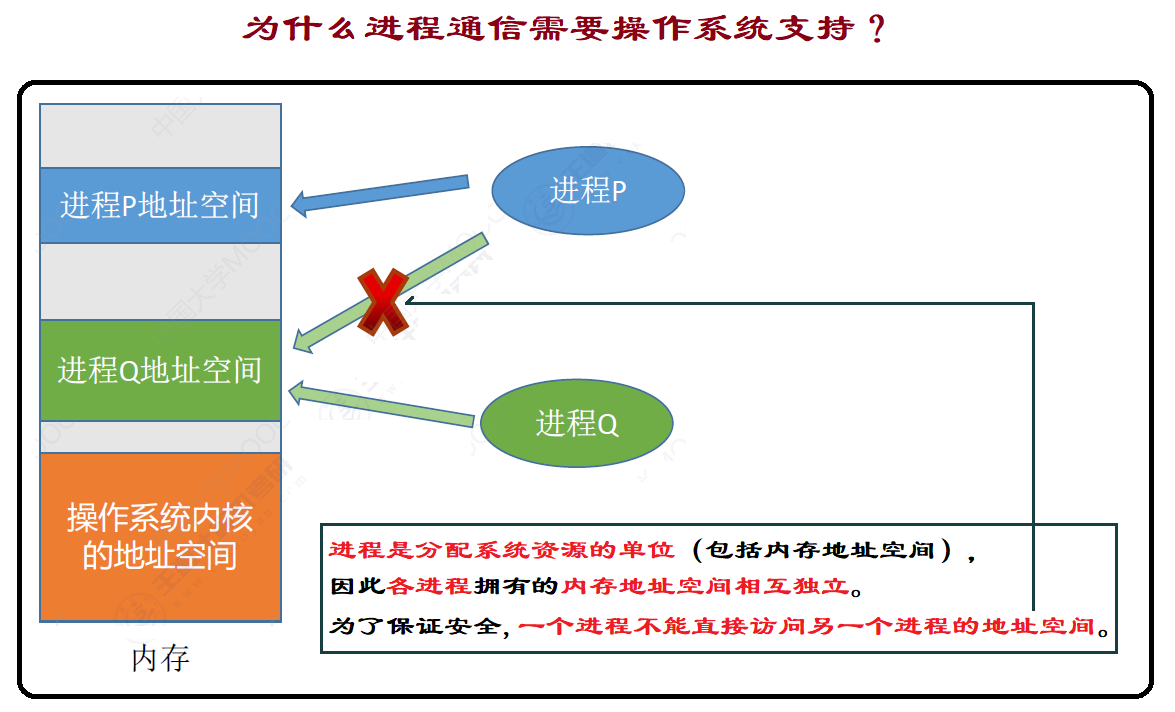 为什么进程通信需要操作系统支持？
进程P地址空间
进程P
进程Q地址空间
进程Q
操作系统内核
的地址空间
内存
进程是分配系统资源的单位（包括内存地址空间），
因此各进程拥有的内存地址空间相互独立。
为了保证安全,一个进程不能直接访问另一个进程的地址空间。